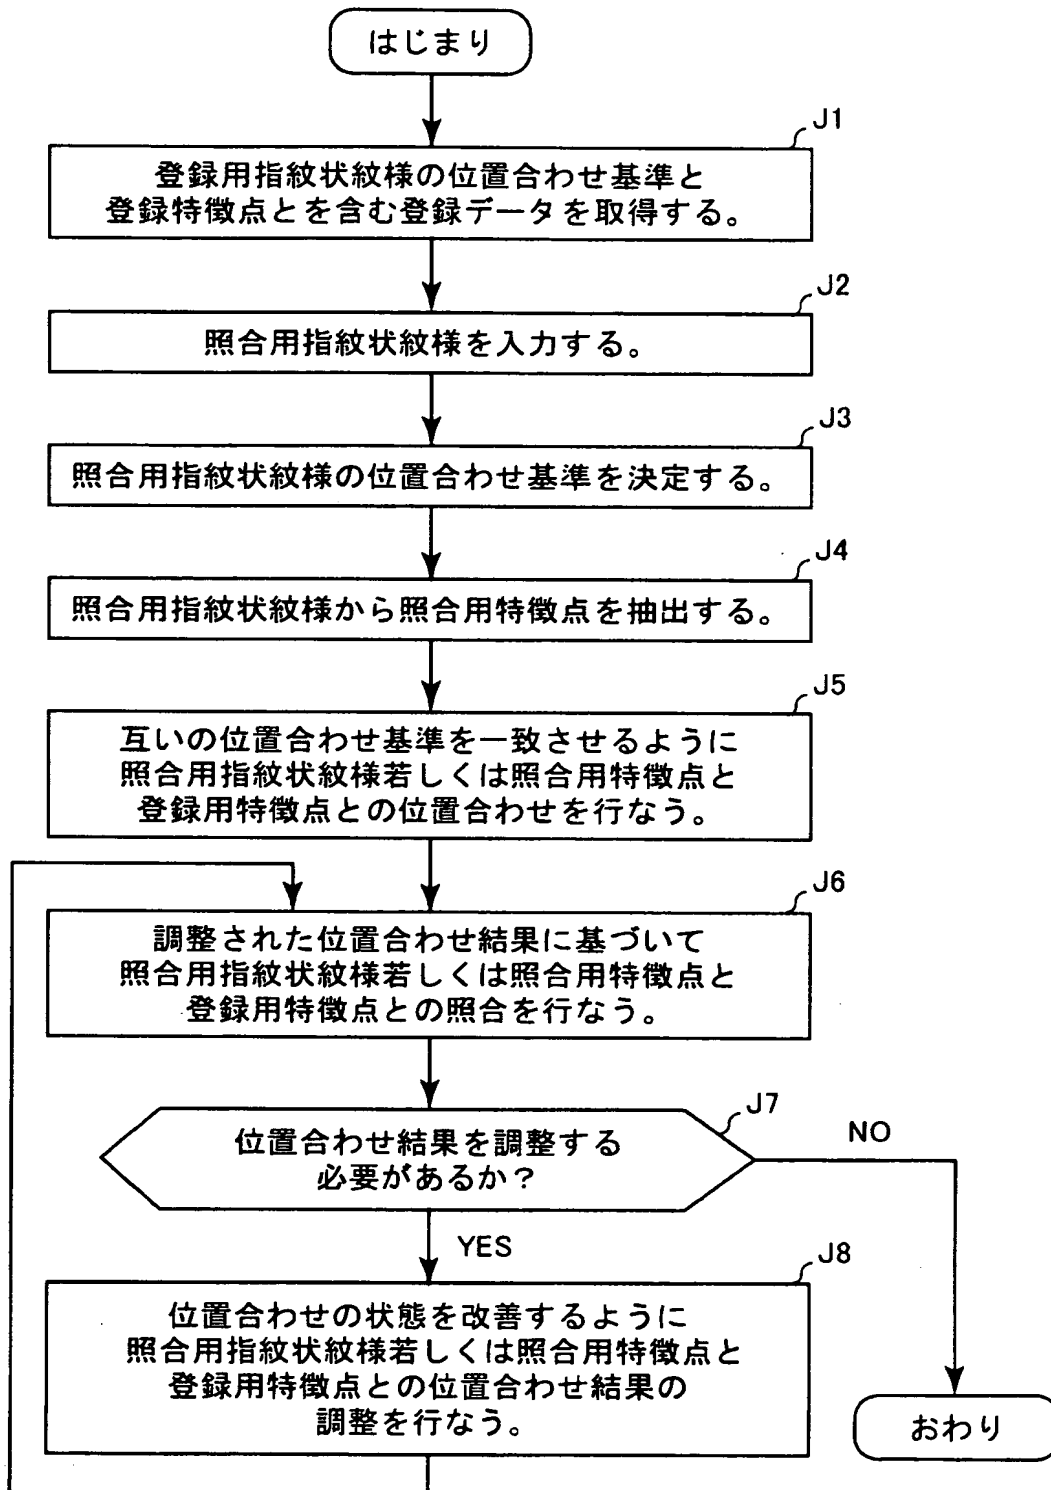 はじまり
J1
登録用指紋状紋様の位置合わせ基準と
登録特徴点とを含む登録データを取得する。
J2
照合用指紋状紋様を入力する。
J3
照合用指紋状紋様の位置合わせ基準を決定する。
J4
照合用指紋状紋様から照合用特徴点を抽出する。
J5
互いの位置合わせ基準を一致させるように
照合用指紋状紋様若しくは照合用特徴点と
登録用特徴点との位置合わせを行なう。
J6
調整された位置合わせ結果に基づいて
照合用指紋状紋様若しくは照合用特徴点と
登録用特徴点との照合を行なう。
J7
位置合わせ結果を調整する
必要があるか？
NO
YES
J8
位置合わせの状態を改善するように
照合用指紋状紋様若しくは照合用特徴点と
登録用特徴点との位置合わせ結果の
調整を行なう。
おわり